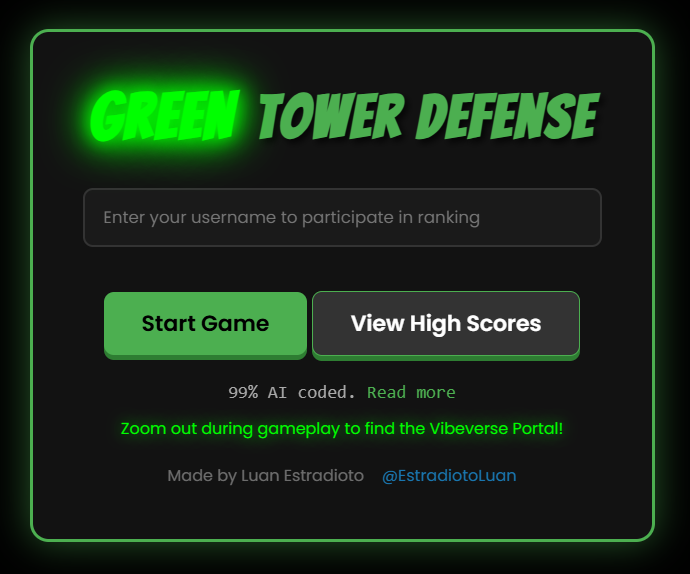 GREEN TOWER DEFENSE
Enter your username to participate in ranking
Start Game View High Scores
99% AI coded. Read more
Zoom out during gameplay to find the Vibeverse Portal!
Made by Luan Estradioto @EstradiotoLuan